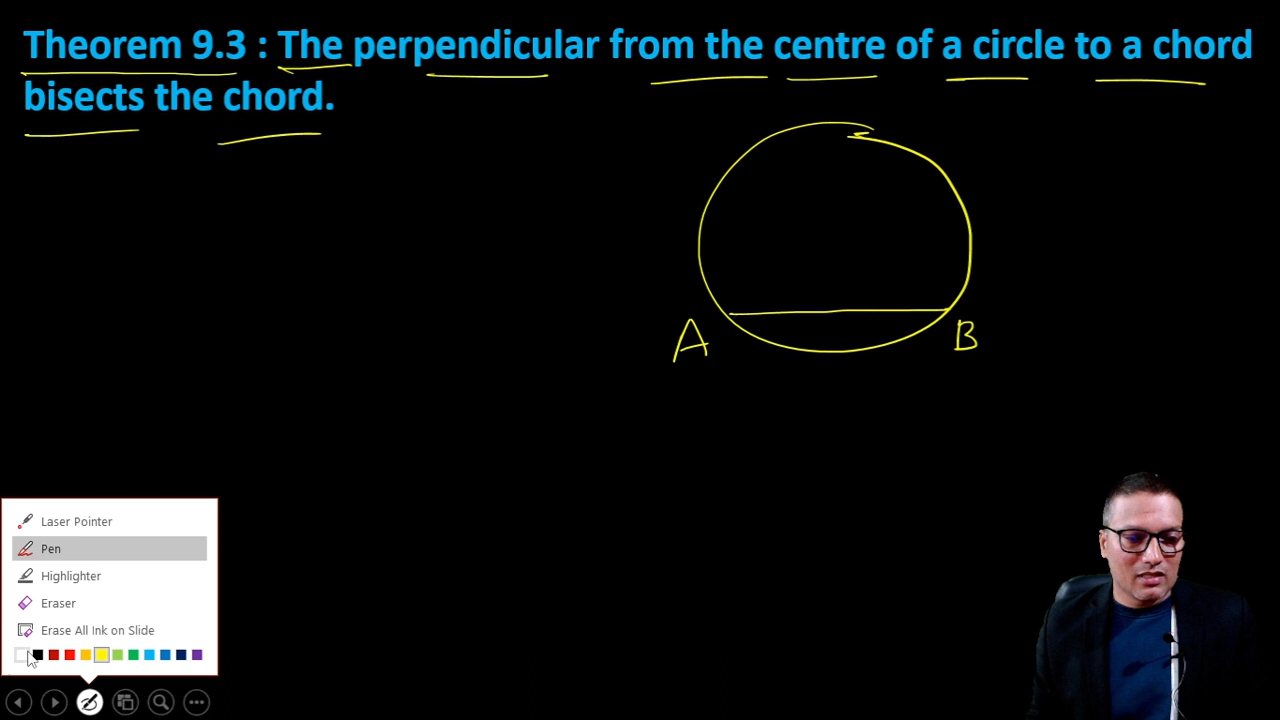 Theorem 9.3 : The perpendicular from the centre of a circle to a chord
bisects the chord.
A
B
Laser Pointer
Pen
Highlighter
Eraser
Erase All Ink on Slide